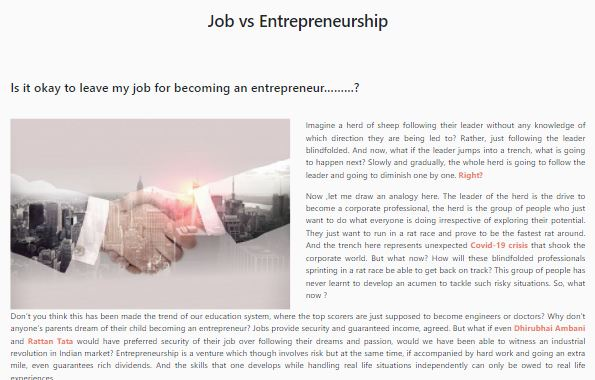 Job vs Entrepreneurship
Is it okay to leave my job for becoming an entrepreneur.........?
Imagine a herd of sheep following their leader without any knowledge of
which direction they are being led to? Rather, just following the leader
blindfolded. And now, what if the leader jumps into a trench, what is going
to happen next? Slowly and gradually, the whole herd is going to follow the
leader and going to diminish one by one. Right?
Now ,let me draw an analogy here. The leader of the herd is the drive to
become a corporate professional, the herd is the group of people who just
want to do what everyone is doing irrespective of exploring their potential.
They just want to run in a rat race and prove to be the fastest rat around.
And the trench here represents unexpected Covid-19 crisis that shook the
corporate world. But what now? How will these blindfolded professionals
sprinting in a rat race be able to get back on track? This group of people has
never learnt to develop an acumen to tackle such risky situations. So, what
now ?
Don't you think this has been made the trend of our education system, where the top scorers are just supposed to become engineers or doctors? Why don't
anyone's parents dream of their child becoming an entrepreneur? Jobs provide security and guaranteed income, agreed. But what if even Dhirubhai Ambani
and Rattan Tata would have preferred security of their job over following their dreams and passion, would we have been able to witness an industrial
revolution in Indian market? Entrepreneurship is a venture which though involves risk but at the same time, if accompanied by hard work and going an extra
mile, even guarantees rich dividends. And the skills that one develops while handling real life situations independently can only be owed to real life
experiences